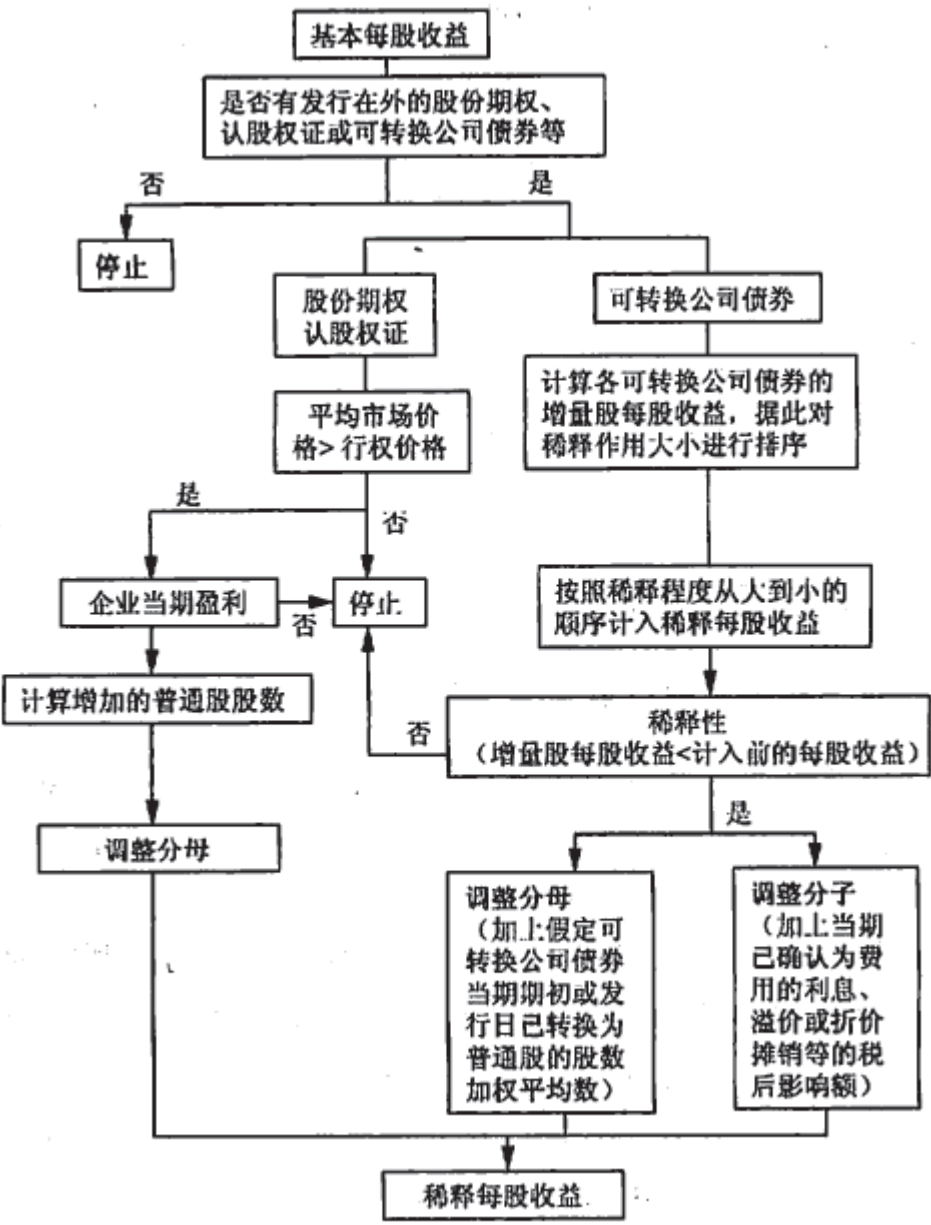 基本每股收益
是否有发行在外的股份期权、
认股权证或可转换公司债券等
否
是
停止
股份期权
认股权证
可转换公司债券
平均市场价
格>行权价格
计算各可转换公司债券的
增量股每股收益，据此对
稀释作用大小进行排序
是
否
企业当期盈利
否
停止
按照稀释程度从大到小的
顺序计入稀释每股收益
计算增加的普通股股数
否
稀释性
（增量股每股收益<计入前的每股收益）
是
调整分母
调整分母
（加上假定可
转换公司债券
当期期初或发
行日已转换为
普通股的股数
加权平均数）
调整分子
（加上当期
已确认为费
用的利息、
溢价或折价
摊销等的税
后影响额）
稀释每股收益